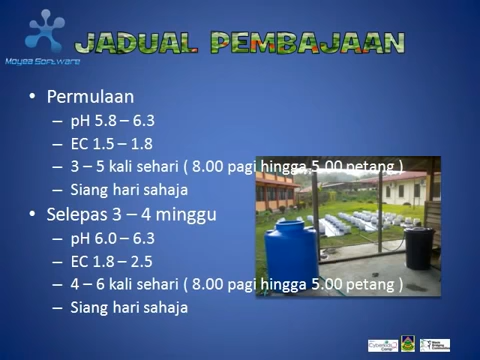 Moyea Software
JADUAL PEMBAJAAN
• Permulaan
– pH 5.8 – 6.3
– EC 1.5 – 1.8
– 3 – 5 kali sehari ( 8.00 pagi hingga 5.00 petang )
– Siang hari sahaja
• Selepas 3 – 4 minggu
– pH 6.0 – 6.3
– EC 1.8 – 2.5
– 4 – 6 kali sehari ( 8.00 pagi hingga 5.00 petang )
– Siang hari sahaja